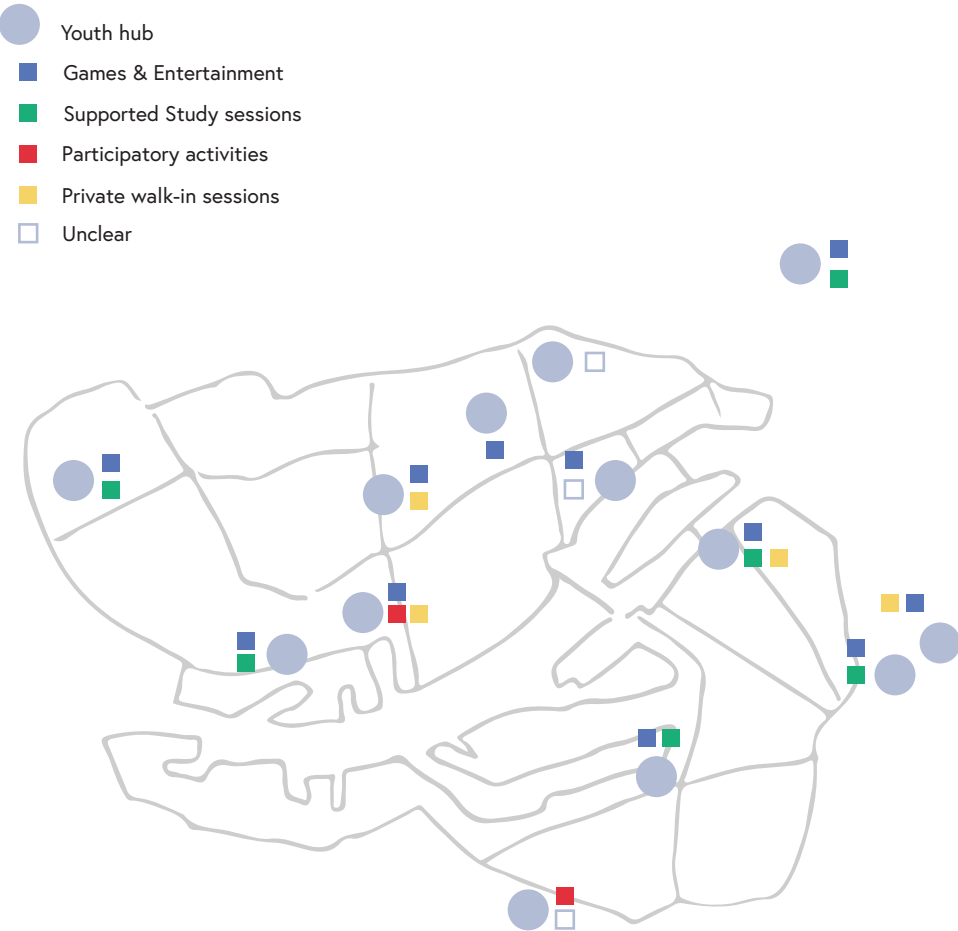 Youth hub
Games & Entertainment
Supported Study sessions
Participatory activities
Private walk-in sessions
Unclear